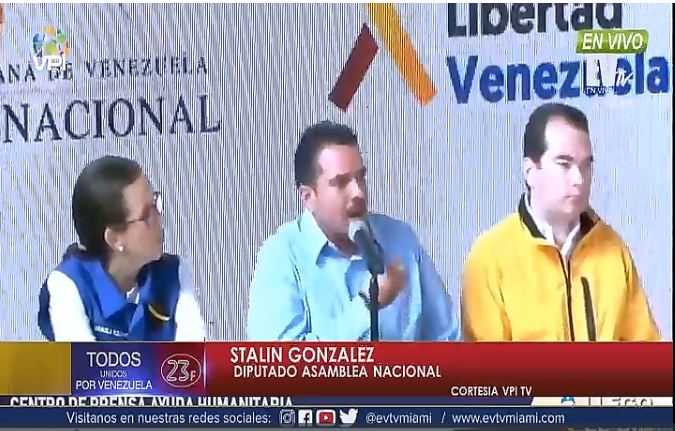 Libertad
Venezuela
vpi
EN VIVO
ANA DE VENEZUELA
NACIONAL
TODOS
UNIDOS
POR VENEZUELA
23F
STALIN GONZALEZ
DIPUTADO ASAMBLEA NACIONAL
CORTESIA VPI TV
CENTRO DE PRENSA AYUDA HUMANITARIA
Visitanos en nuestras redes sociales: @evtvmiami / www.evtvmiami.com